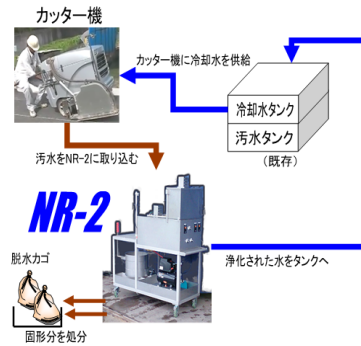 カッター機
カッター機に冷却水を供給
冷却水タンク
汚水タンク
(既存)
汚水をNR-2に取り込む
NR-2
浄化された水をタンクへ
脱水カゴ
固形分を処分